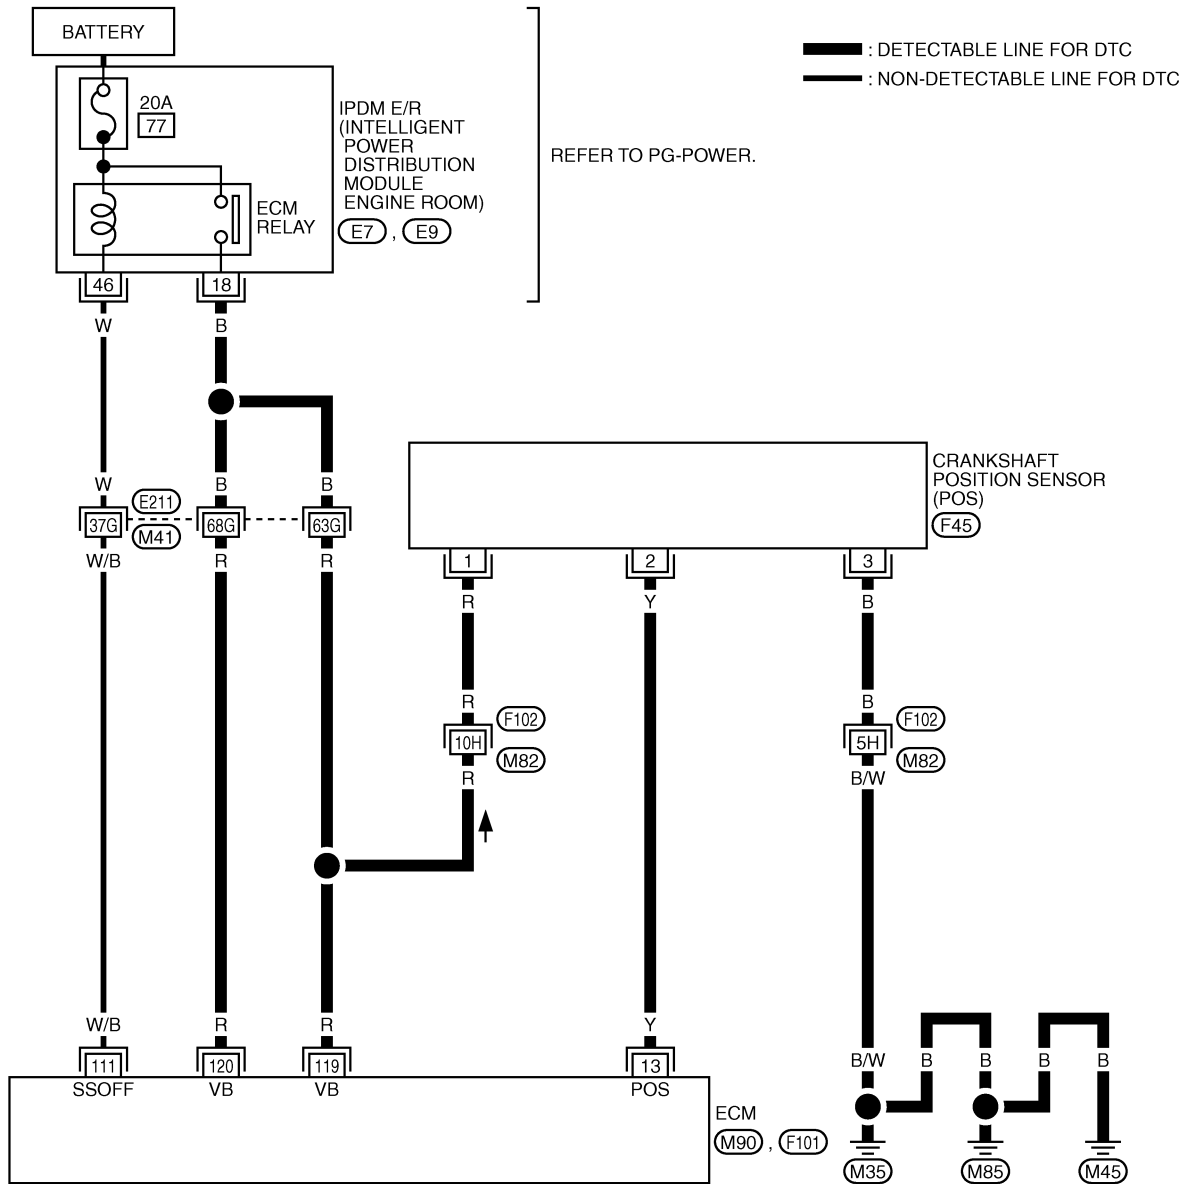 BATTERY
: DETECTABLE LINE FOR DTC
: NON-DETECTABLE LINE FOR DTC
20A
77
IPDM E/R
(INTELLIGENT
POWER
DISTRIBUTION
MODULE
ENGINE ROOM)
E7 , E9
REFER TO PG-POWER.
ECM
RELAY
46 18
W B
W B B
E211
37G 68G 63G
M41
W/B R R
CRANKSHAFT
POSITION SENSOR
(POS)
F45
1 2 3
R Y B
R B
F102 F102
10H 5H
M82 M82
R B/W
W/B R R Y
B/W B B B B
111 120 119 13
SSOFF VB VB POS
ECM
M90 , F101
M35 M85 M45